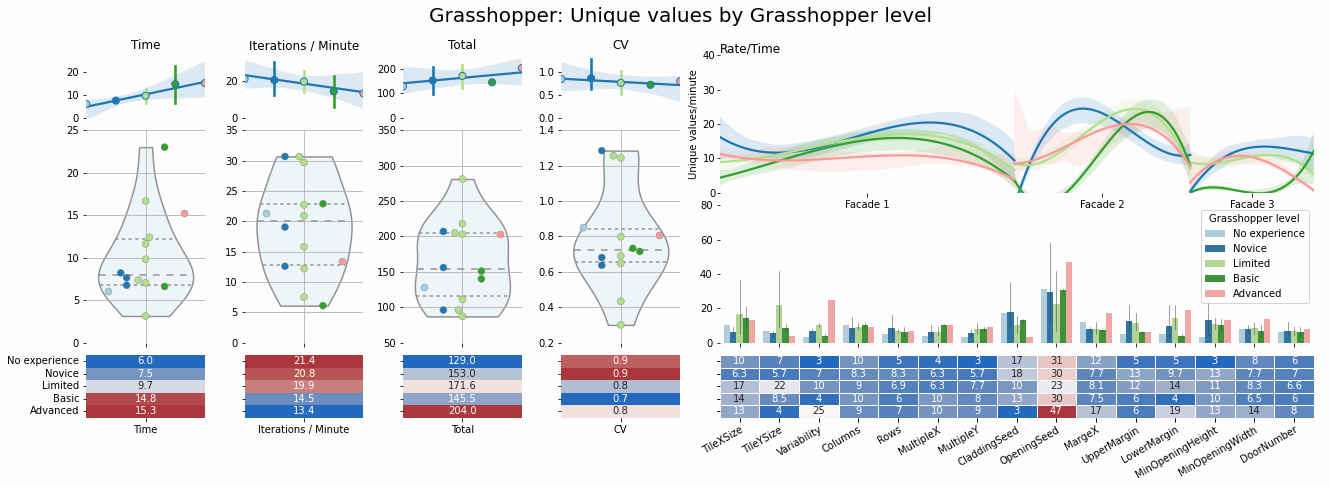 Grasshopper: Unique values by Grasshopper level
Time
Iterations / Minute
Total
CV
Rate/Time
20
10
0
20
0
200
100
0
1.0
0.5
0.0
40
30
20
10
0
Unique values/minute
Facade 1
Facade 2
Facade 3
25
20
15
10
5
0
35
30
25
20
15
10
5
0
350
300
250
200
150
100
50
1.4
1.2
1.0
0.8
0.6
0.4
0.2
80
60
40
20
0
Grasshopper level
No experience
Novice
Limited
Basic
Advanced
No experience 6.0 21.4 129.0 0.9 10 7 3 10 5 4 3 17 31 12 5 5 3 8 6
Novice 7.5 20.8 153.0 0.9 6.3 5.7 7 8.3 8.3 6.3 5.7 18 30 7.7 13 9.7 13 7.7 7
Limited 9.7 19.9 171.6 0.8 17 22 10 9 6.9 6.3 7.7 10 23 8.1 12 14 11 8.3 6.6
Basic 14.8 14.5 145.5 0.7 14 8.5 4 10 6 10 8 13 30 7.5 6 4 10 6.5 6
Advanced 15.3 13.4 204.0 0.8 13 4 25 9 7 10 9 3 47 17 6 19 13 14 8
Time
Iterations / Minute
Total
CV
TileXSize
TileYSize
Variability
Columns
Rows
MultipleX
MultipleY
CladdingSeed
OpeningSeed
MargeX
UpperMargin
LowerMargin
MinOpeningHeight
MinOpeningWidth
DoorNumber